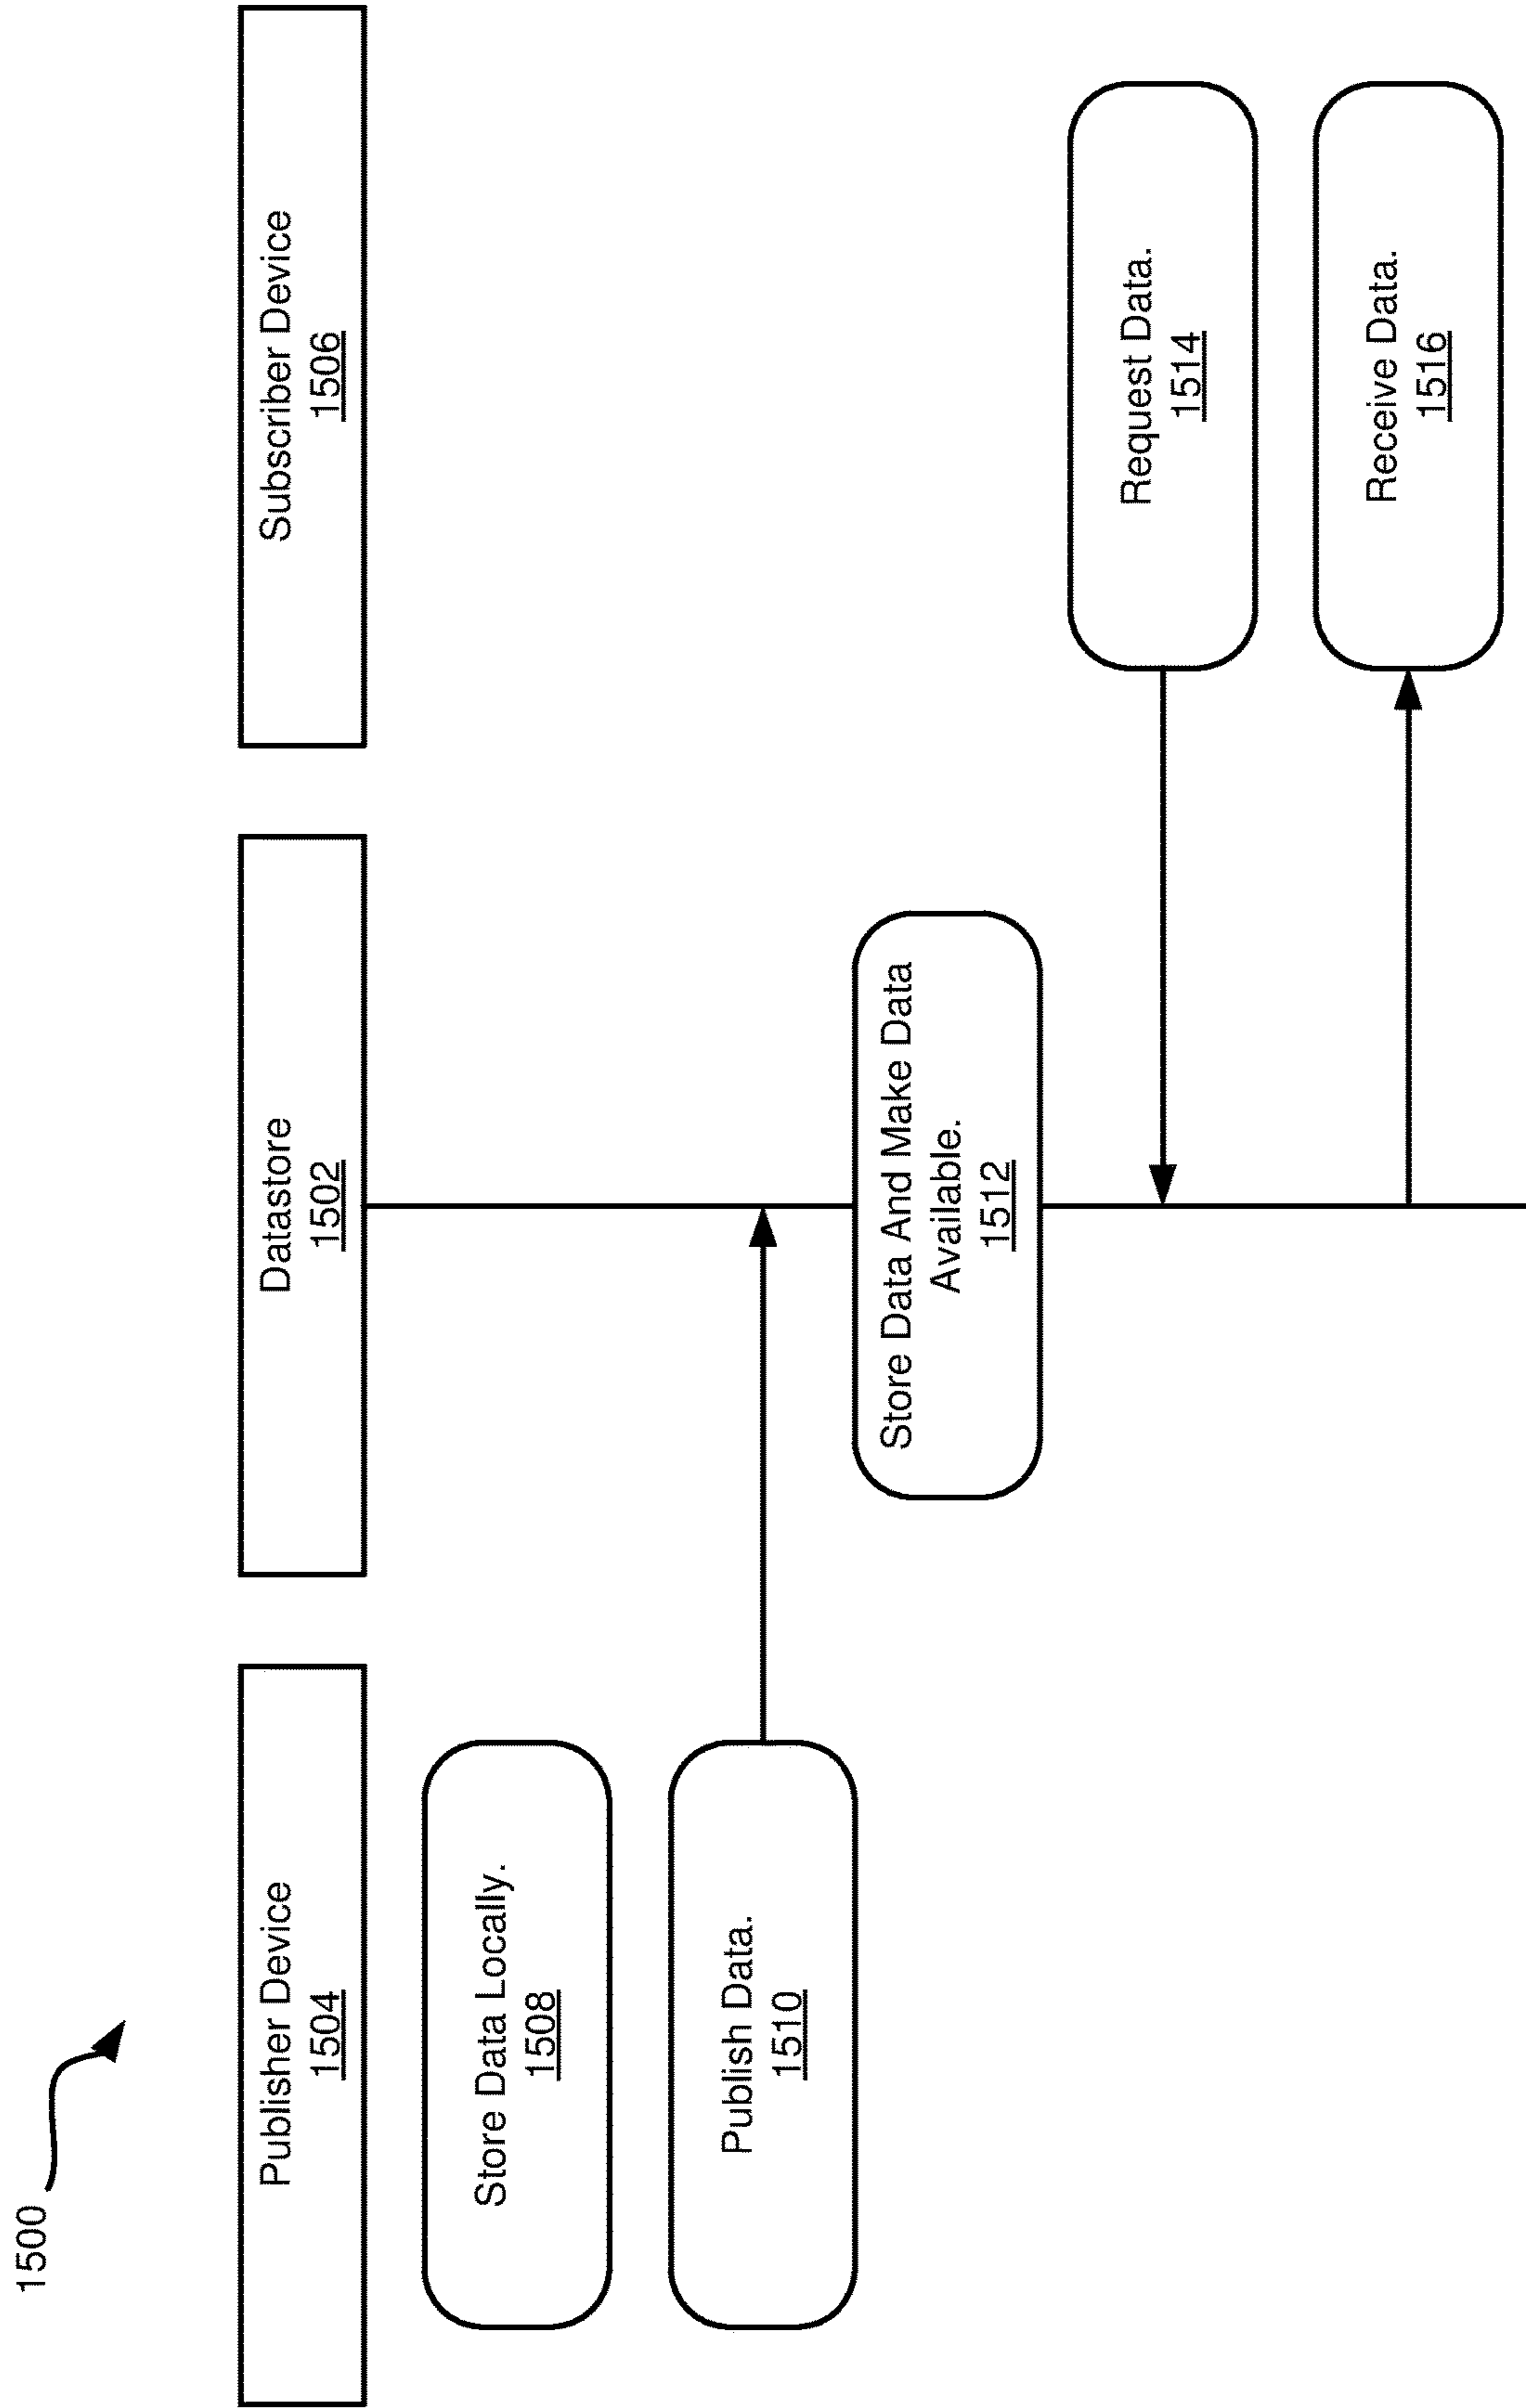 1500
Publisher Device
1504
Datastore
1502
Subscriber Device
1506
Store Data Locally.
1508
Publish Data.
1510
Store Data And Make Data
Available.
1512
Request Data.
1514
Receive Data.
1516